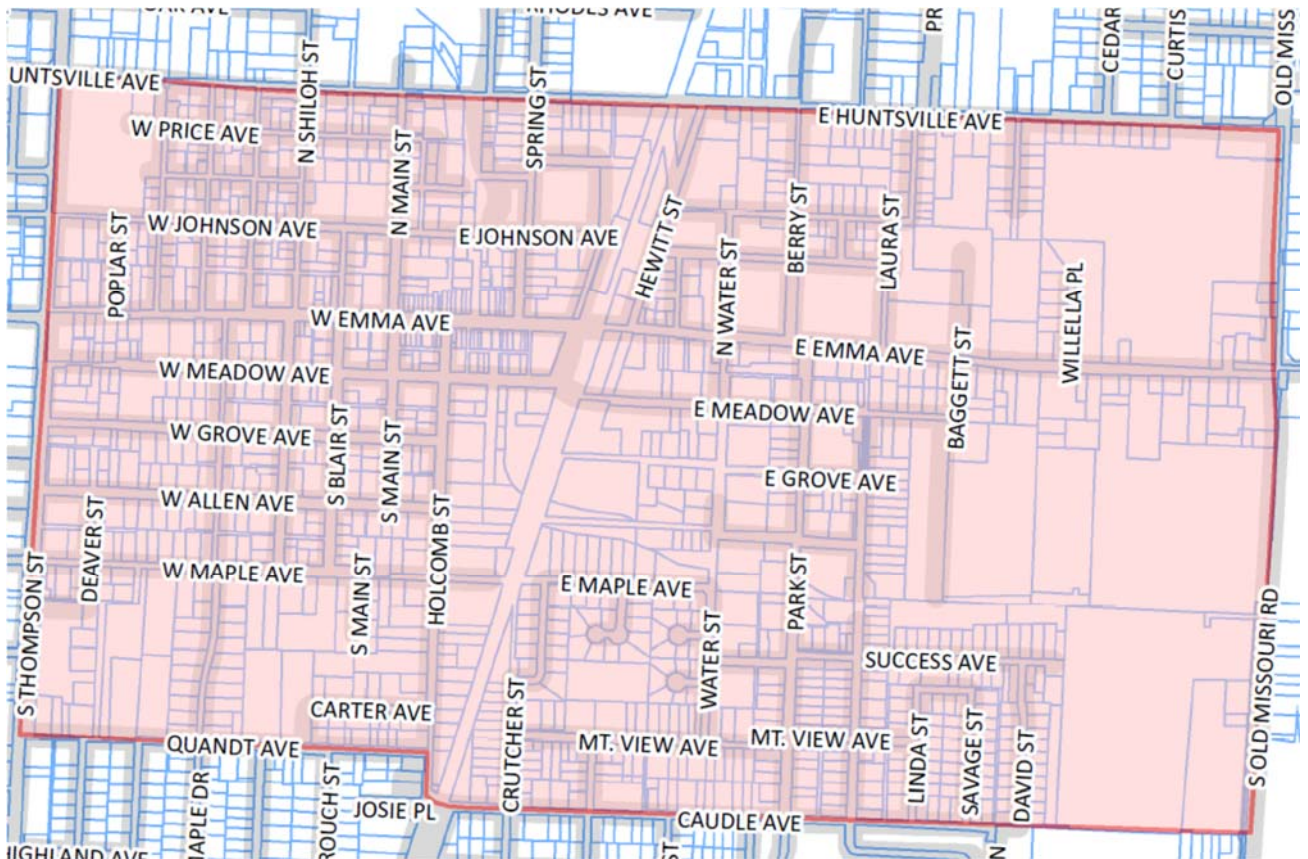 RHODES AVE
CEDAR
CURTIS
OLD MISS
UNTSVILLE AVE
E HUNTSVILLE AVE
W PRICE AVE
N SHILOH ST
N MAIN ST
SPRING ST
POPLAR ST
W JOHNSON AVE
E JOHNSON AVE
HEWITT ST
N WATER ST
BERRY ST
LAURA ST
W EMMA AVE
E EMMA AVE
BAGGETT ST
WILLELLA PL
W MEADOW AVE
E MEADOW AVE
W GROVE AVE
S BLAIR ST
S MAIN ST
E GROVE AVE
W ALLEN AVE
DEAVER ST
HOLCOMB ST
W MAPLE AVE
E MAPLE AVE
S THOMPSON ST
S MAIN ST
WATER ST
PARK ST
SUCCESS AVE
S OLD MISSOURI RD
CARTER AVE
CRUTCHER ST
QUANDT AVE
MT. VIEW AVE
MT. VIEW AVE
LINDA ST
SAVAGE ST
DAVID ST
MAPLE DR
ROUCH ST
JOSIE PL
CAUDLE AVE
HIGHLAND AVE
ST